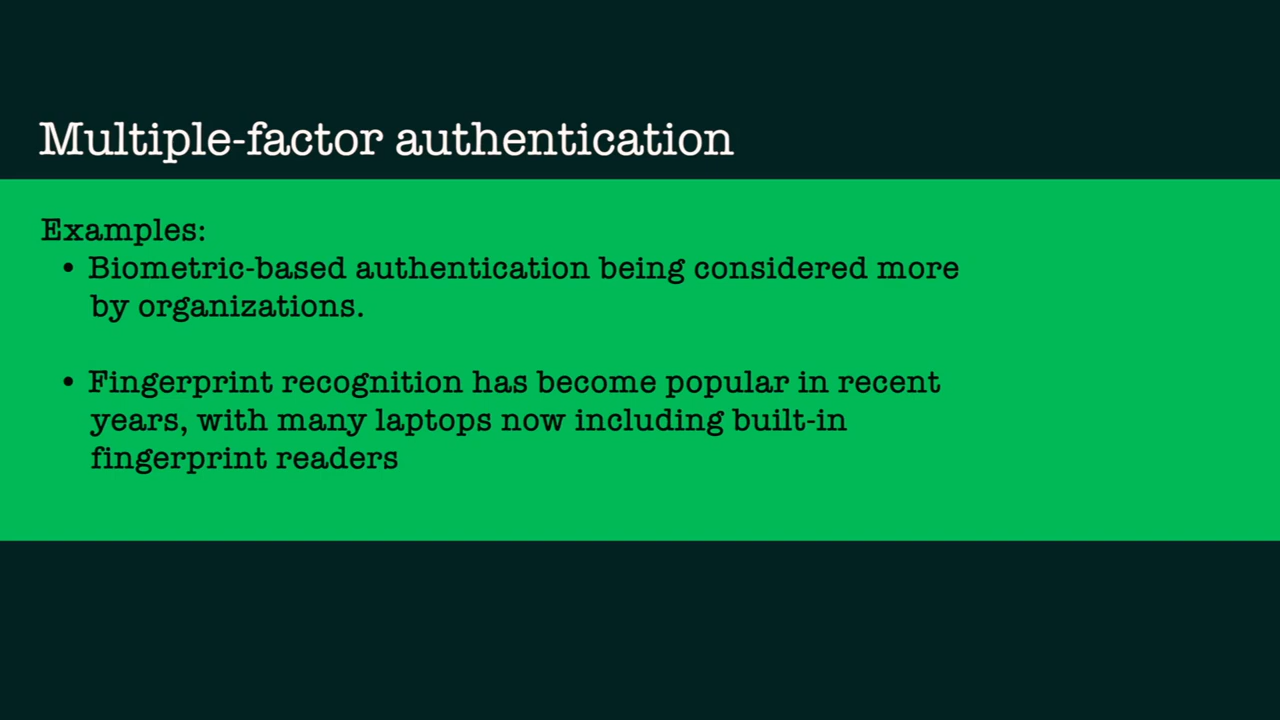 Multiple-factor authentication
Examples:
• Biometric-based authentication being considered more
by organizations.
• Fingerprint recognition has become popular in recent
years, with many laptops now including built-in
fingerprint readers